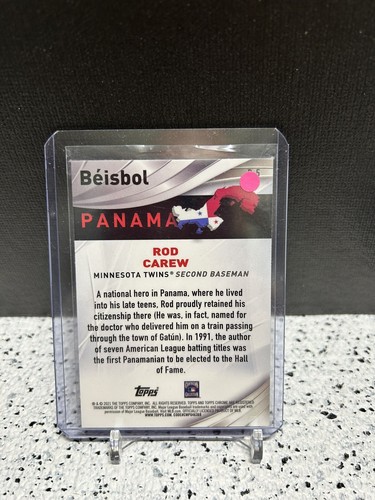 Béisbol
PANAMA
ROD
CAREW
MINNESOTA TWINS® SECOND BASEMAN
A national hero in Panama, where he lived
into his late teens, Rod proudly retained his
citizenship there (He was, in fact, named for
the doctor who delivered him on a train passing
through the town of Gatún). In 1991, the author
of seven American League batting titles was
the first Panamanian to be elected to the Hall
of Fame.
Topps